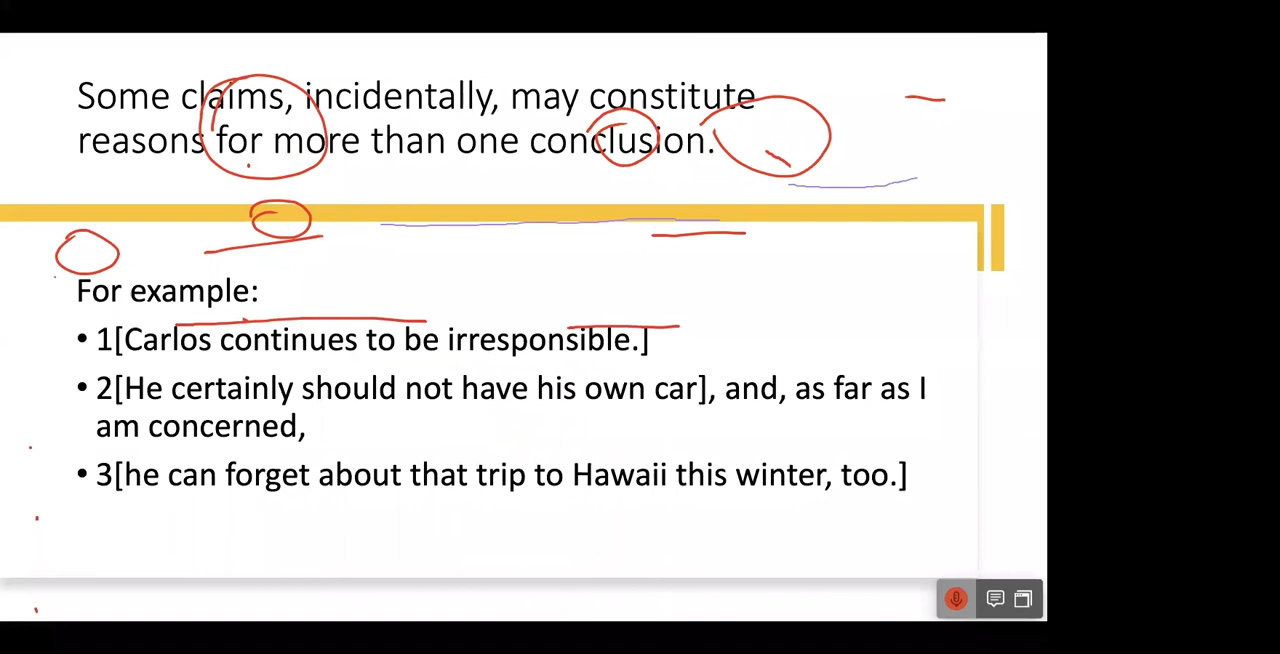 Some claims, incidentally, may constitute
reasons for more than one conclusion.
For example:
• 1[Carlos continues to be irresponsible.]
• 2[He certainly should not have his own car], and, as far as I
am concerned,
• 3[he can forget about that trip to Hawaii this winter, too.]